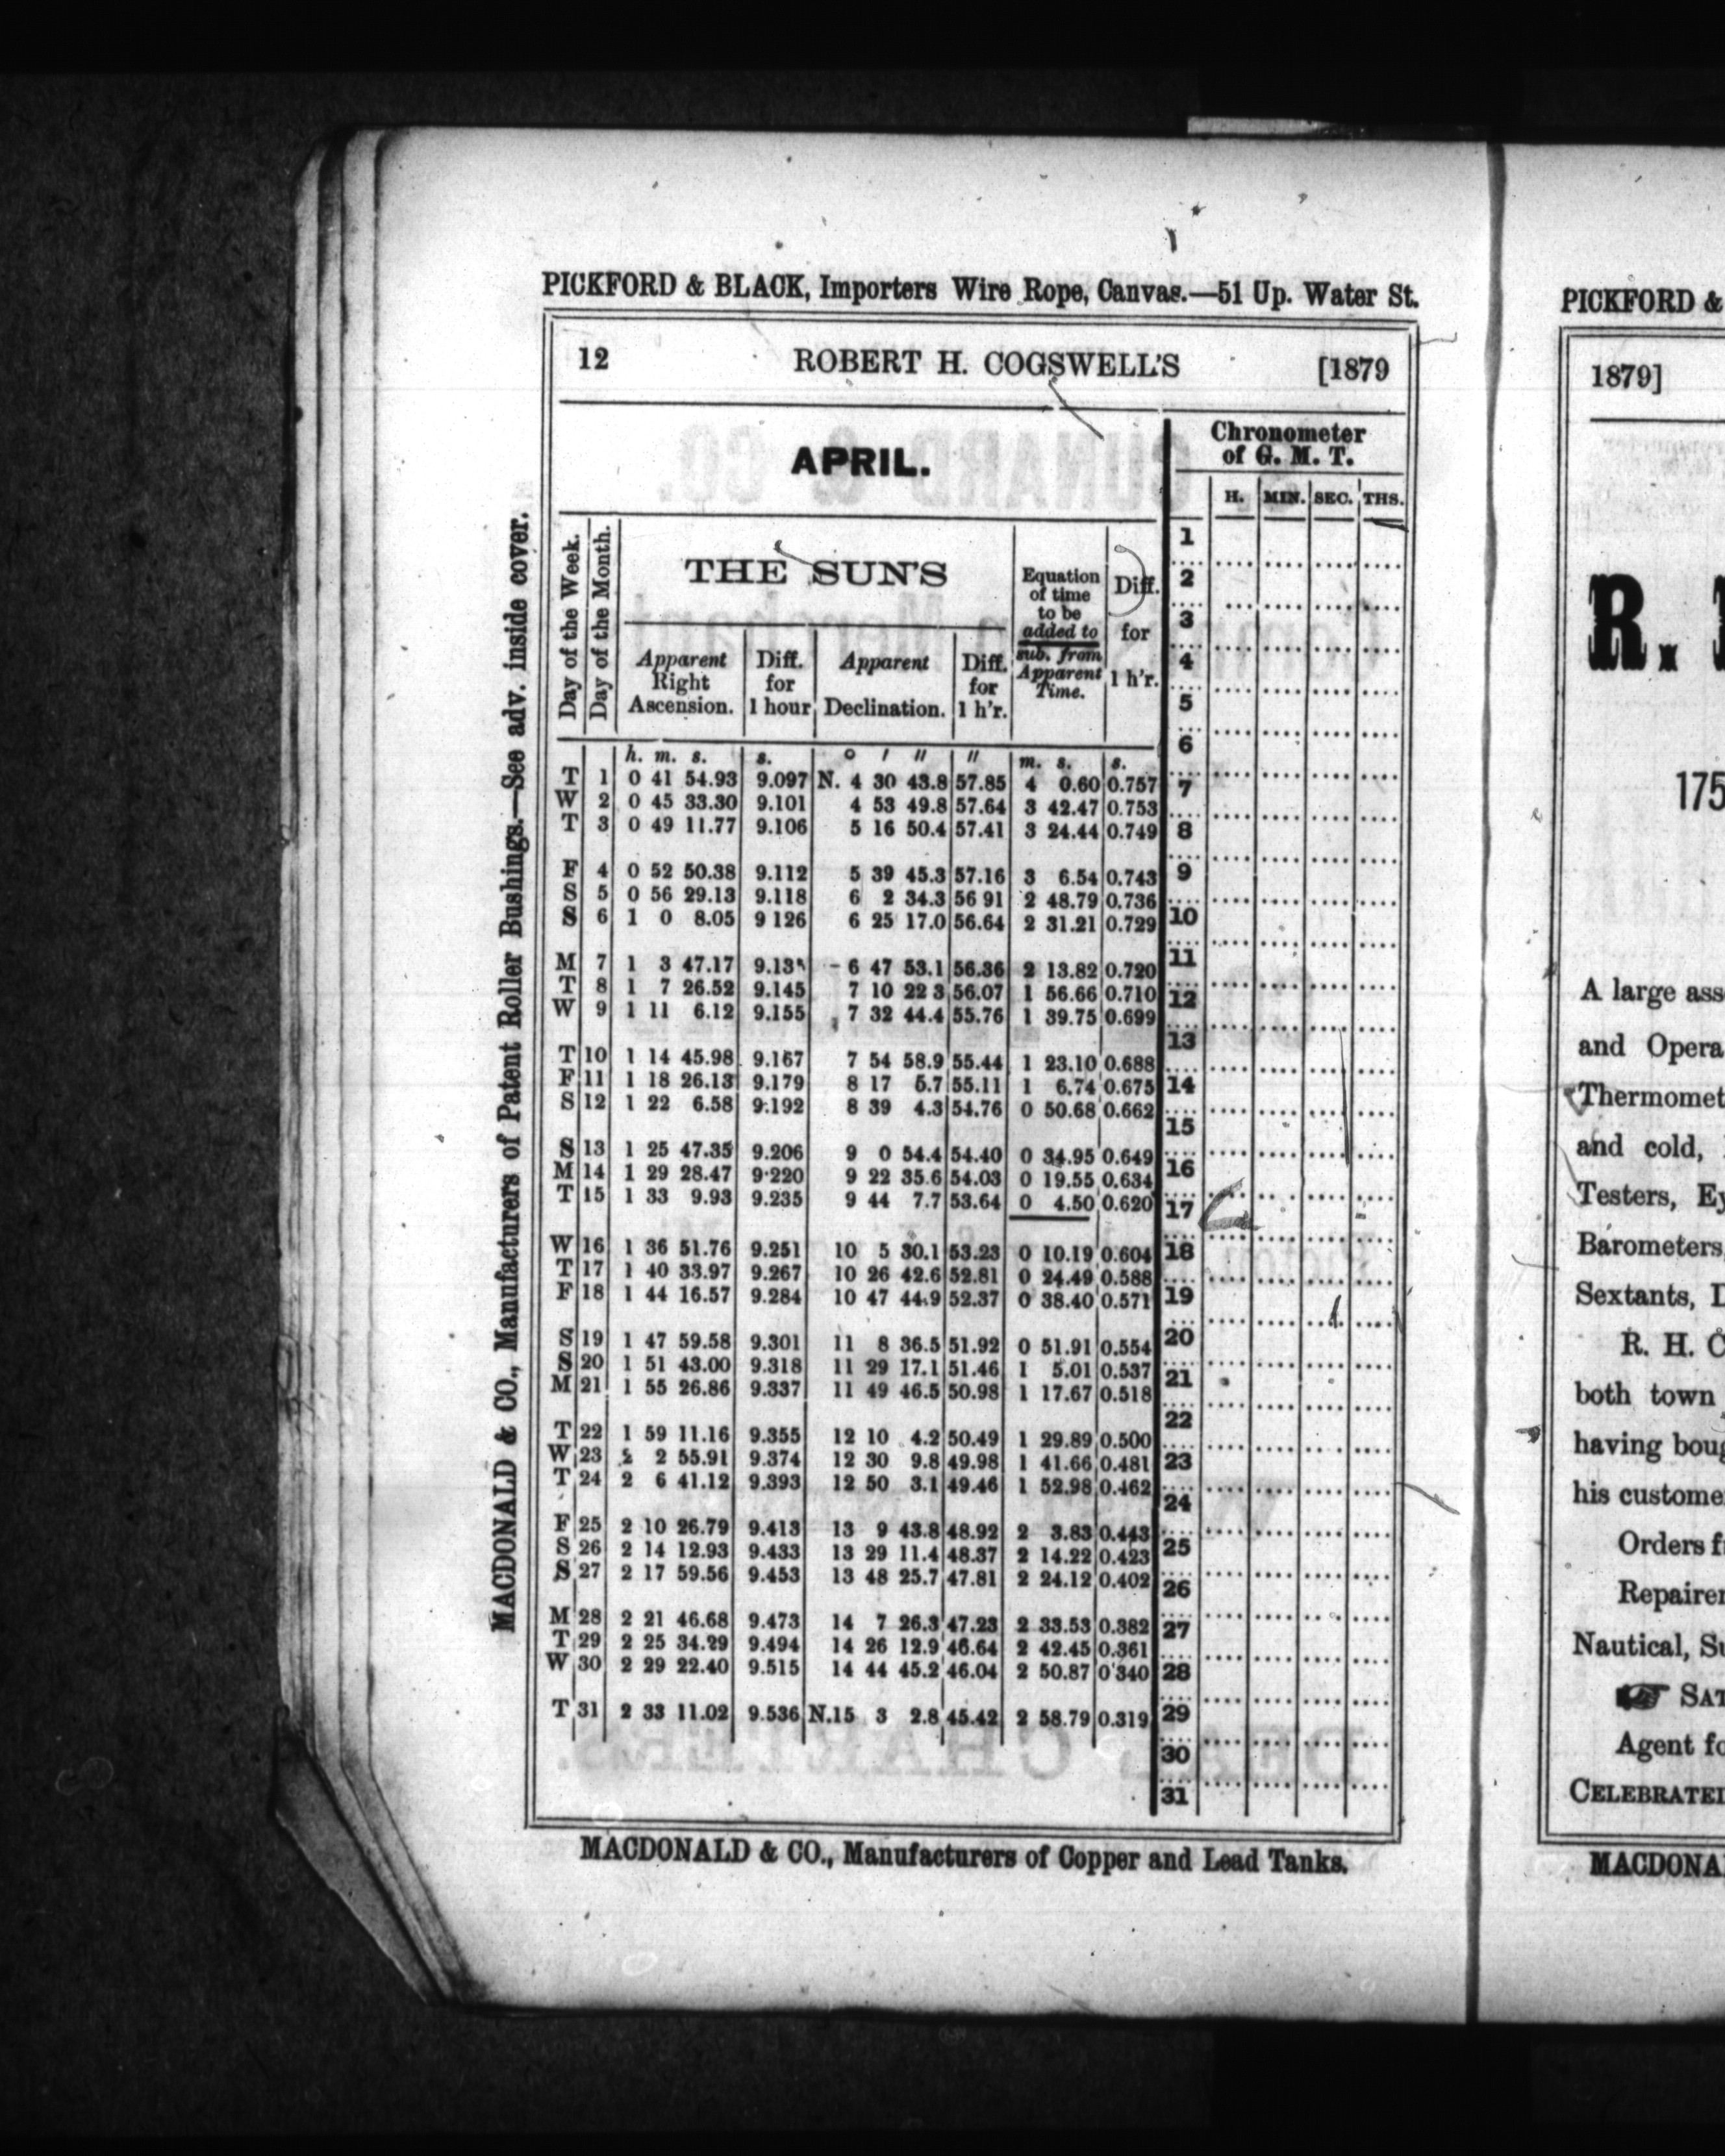 PICKFORD & BLACK, Importers Wire Rope, Canvas.—51 Up. Water St.
12 ROBERT H. COGSWELL'S [1879
APRIL.
Chronometer
of G. M. T.
H. MIN. SEC. THS.
Day of the Week.
Day of the Month.
THE SUN'S
Apparent
Right
Ascension.
Diff.
for
1 hour
Apparent
Declination.
Diff.
for
1 h'r.
Equation
of time
to be
added to
sub. from
Apparent
Time.
Diff.
for
1 h'r.
h. m. s. s. o ' " " m. s. s.
T 1 0 41 54.93 9.097 N. 4 30 43.8 57.85 4 0.60 0.757
W 2 0 45 33.30 9.101 4 53 49.8 57.64 3 42.47 0.753
T 3 0 49 11.77 9.106 5 16 50.4 57.41 3 24.44 0.749
F 4 0 52 50.38 9.112 5 39 45.3 57.16 3 6.54 0.743
S 5 0 56 29.13 9.118 6 2 34.3 56 91 2 48.79 0.736
S 6 1 0 8.05 9 126 6 25 17.0 56.64 2 31.21 0.729
M 7 1 3 47.17 6 47 53.1 56.36 2 13.82 0.720
T 8 1 7 26.52 9.145 7 10 22 3 56.07 1 56.66 0.710
W 9 1 11 6.12 9.155 7 32 44.4 55.76 1 39.75 0.699
T 10 1 14 45.98 9.167 7 54 58.9 55.44 1 23.10 0.688
F 11 1 18 26.13 9.179 8 17 5.7 55.11 1 6.74 0.675
S 12 1 22 6.58 9.192 8 39 4.3 54.76 0 50.68 0.662
S 13 1 25 47.35 9.206 9 0 54.4 54.40 0 34.95 0.649
M 14 1 29 28.47 9.220 9 22 35.6 54.03 0 19.55 0.634
T 15 1 33 9.93 9.235 9 44 7.7 53.64 0 4.50 0.620
W 16 1 36 51.76 9.251 10 5 30.1 53.23 0 10.19 0.604
T 17 1 40 33.97 9.267 10 26 42.6 52.81 0 24.49 0.588
F 18 1 44 16.57 9.284 10 47 44.9 52.37 0 38.40 0.571
S 19 1 47 59.58 9.301 11 8 36.5 51.92 0 51.91 0.554
S 20 1 51 43.00 9.318 11 29 17.1 51.46 1 5.01 0.537
M 21 1 55 26.86 9.337 11 49 46.5 50.98 1 17.67 0.518
T 22 1 59 11.16 9.355 12 10 4.2 50.49 1 29.89 0.500
W 23 2 2 55.91 9.374 12 30 9.8 49.98 1 41.66 0.481
T 24 2 6 41.12 9.393 12 50 3.1 49.46 1 52.98 0.462
F 25 2 10 26.79 9.413 13 9 43.8 48.92 2 3.83 0.443
S 26 2 14 12.93 9.433 13 29 11.4 48.37 2 14.22 0.423
S 27 2 17 59.56 9.453 13 48 25.7 47.81 2 24.12 0.402
M 28 2 21 46.68 9.473 14 7 26.3 47.23 2 33.53 0.382
T 29 2 25 34.29 9.494 14 26 12.9 46.64 2 42.45 0.361
W 30 2 29 22.40 9.515 14 44 45.2 46.04 2 50.87 0.340
T 31 2 33 11.02 9.536 N.15 3 2.8 45.42 2 58.79 0.319
1
2
3
4
5
6
7
8
9
10
11
12
13
14
15
16
17
18
19
20
21
22
23
24
25
26
27
28
29
30
31
MACDONALD & CO., Manufacturers of Patent Roller Bushings.—See adv. inside cover.
MACDONALD & CO., Manufacturers of Copper and Lead Tanks.
PICKFORD &
1879]
R.
175
A large
and Opera
and cold,
Testers,
Barometers,
Sextants,
R. H.
both town
having
his
Orders
Nautical,
Agent
MACDONA